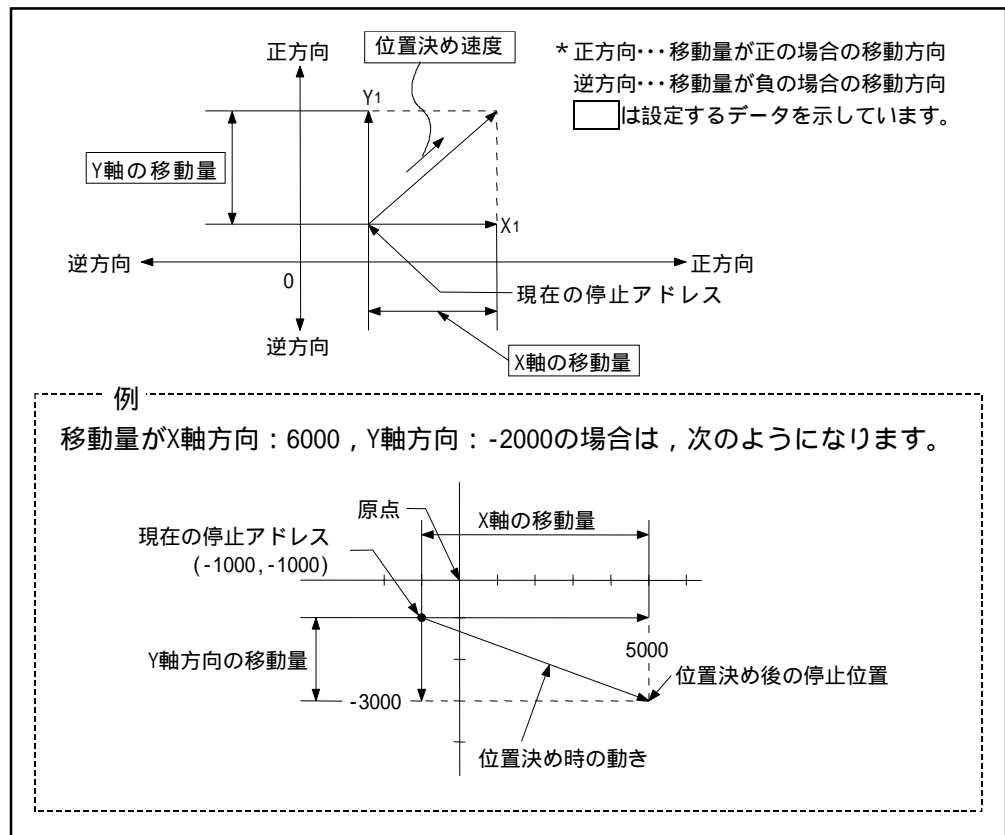 正方向
位置決め速度
*正方向･･･移動量が正の場合の移動方向
逆方向･･･移動量が負の場合の移動方向
は設定するデータを示しています。
Y1
Y軸の移動量
X1
逆方向
正方向
0
現在の停止アドレス
逆方向
X軸の移動量
例
移動量がX軸方向：6000，Y軸方向：-2000の場合は，次のようになります。
原点
X軸の移動量
現在の停止アドレス
(-1000,-1000)
5000
Y軸方向の移動量
位置決め後の停止位置
-3000
位置決め時の動き